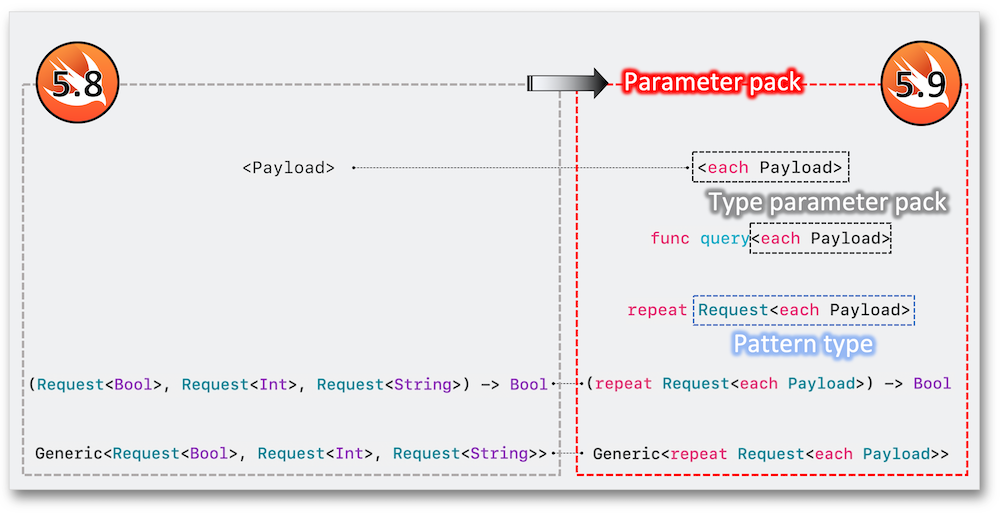 5.8
Parameter pack
5.9
<Payload>
<each Payload>
Type parameter pack
func query<each Payload>
repeat Request<each Payload>
Pattern type
(Request<Bool>, Request<Int>, Request<String>) -> Bool
(repeat Request<each Payload>) -> Bool
Generic<Request<Bool>, Request<Int>, Request<String>>
Generic<repeat Request<each Payload>>